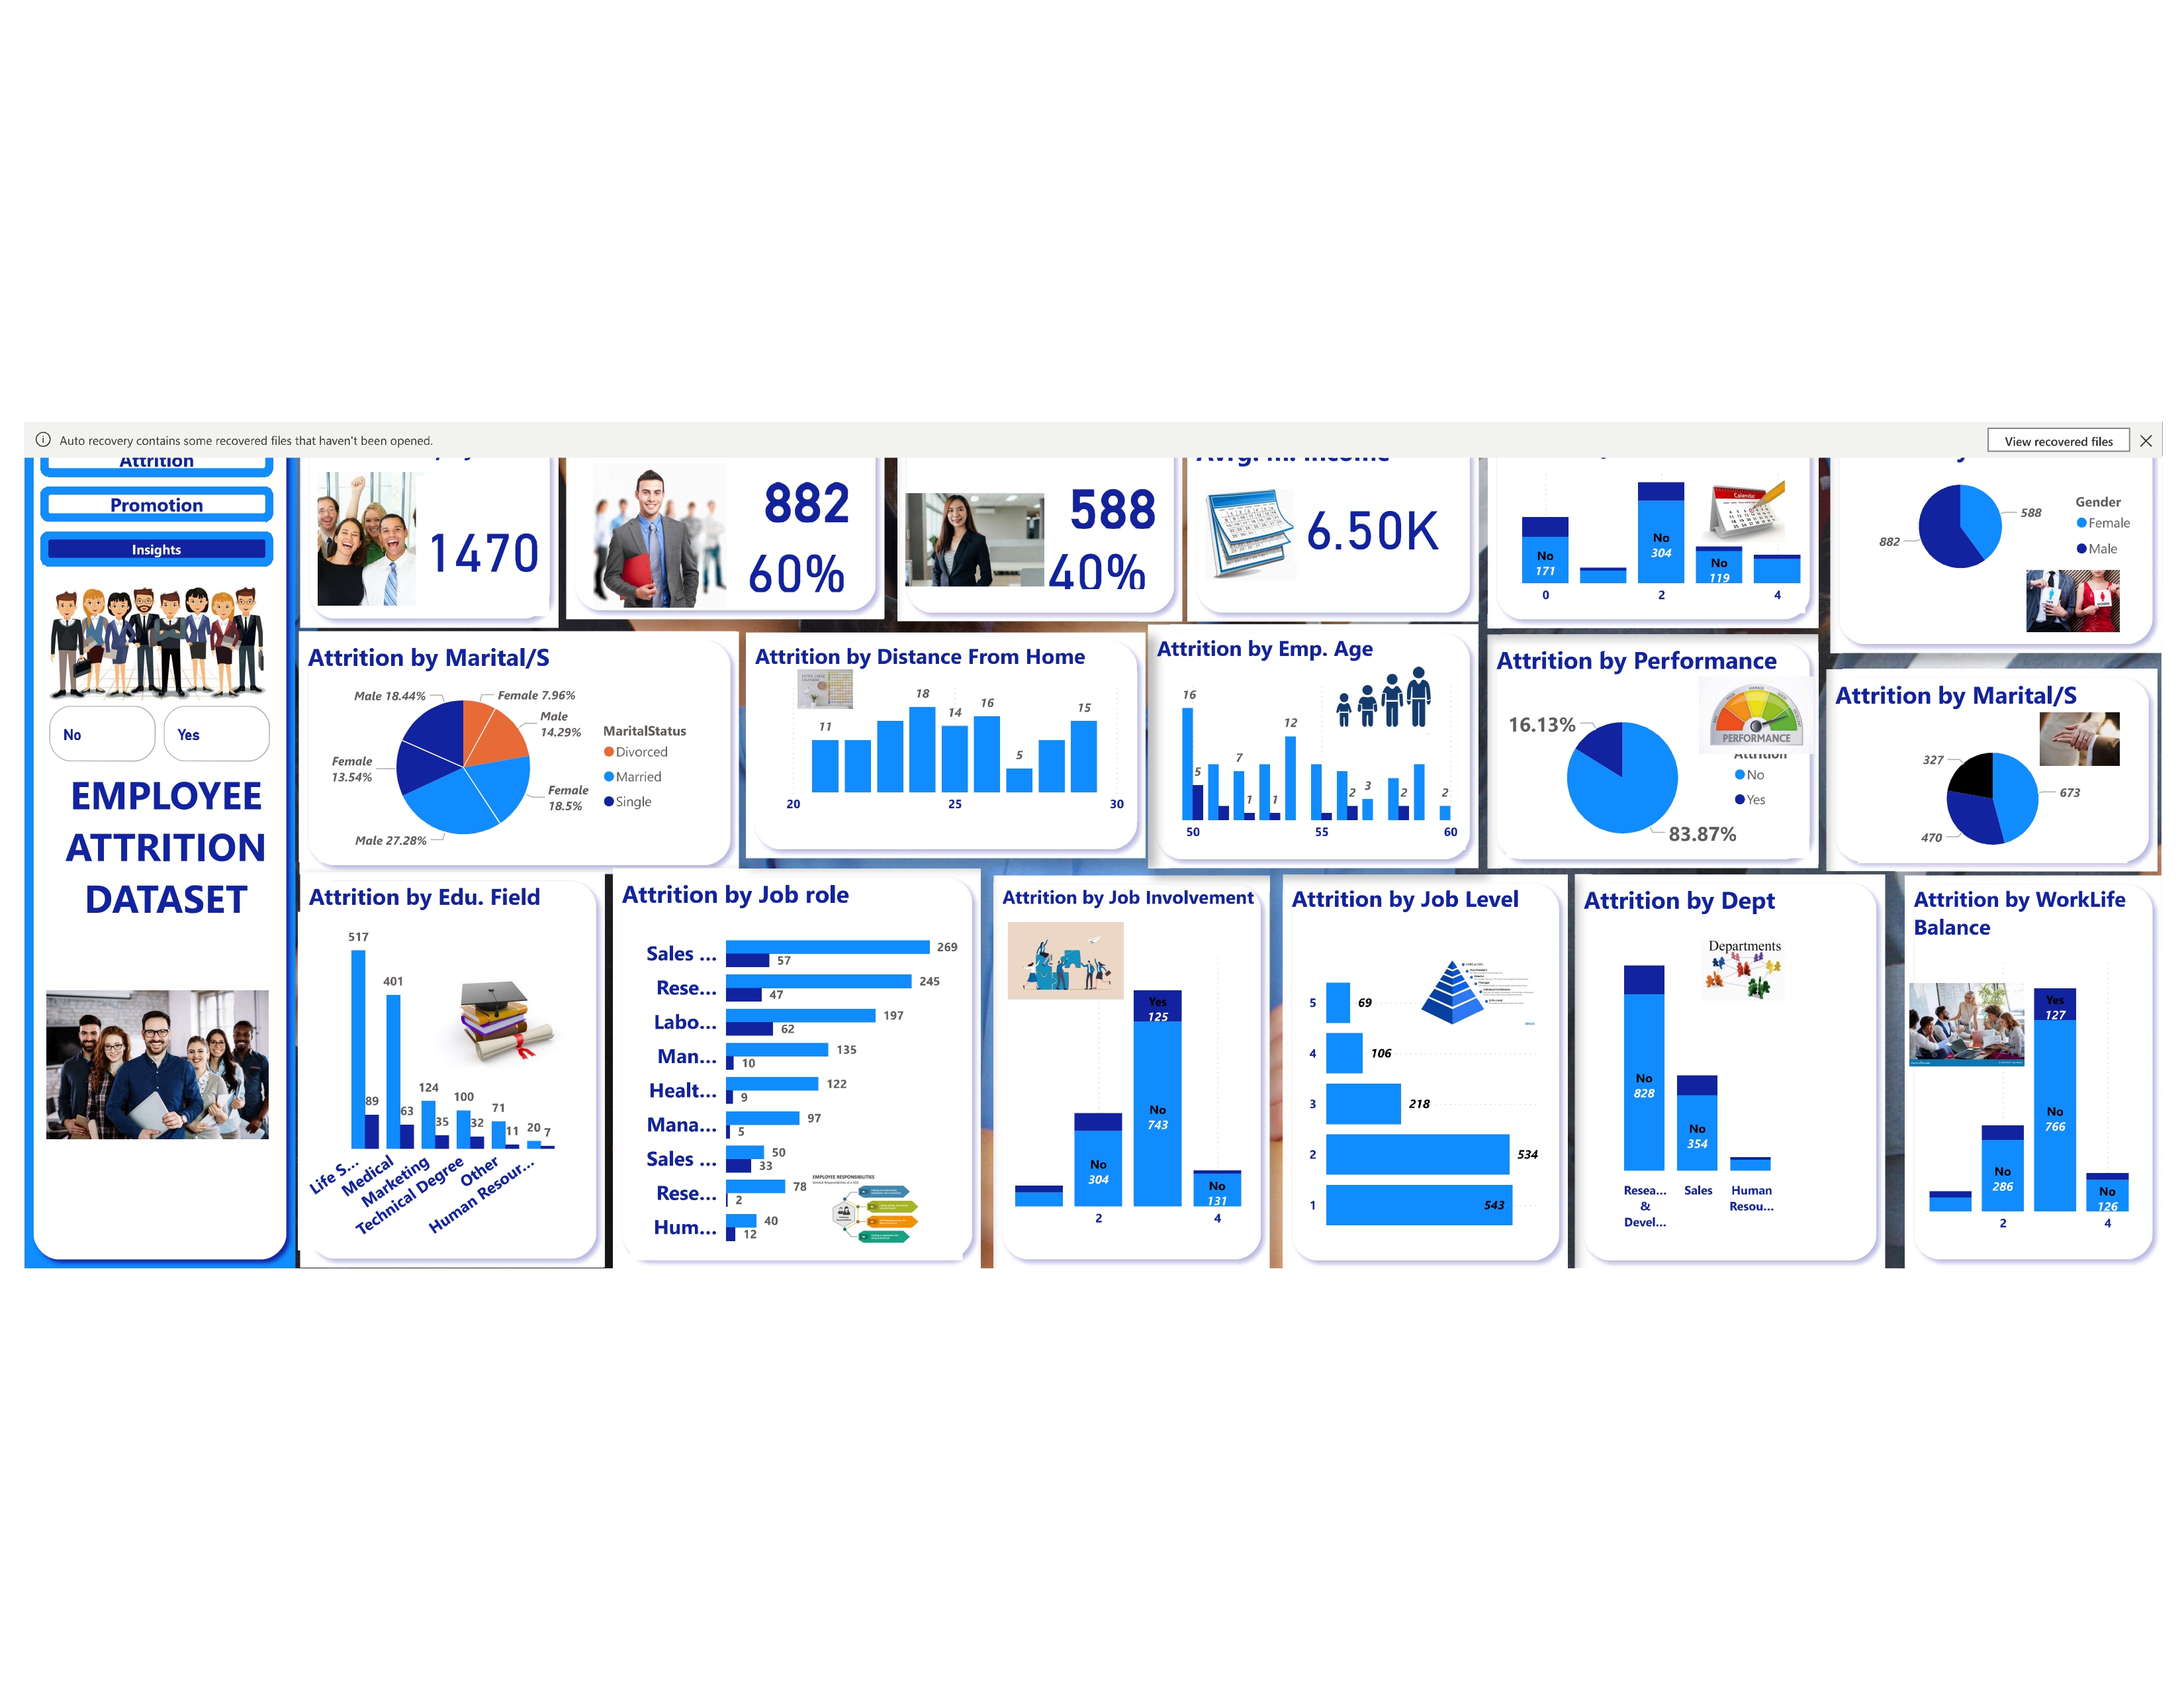 Auto recovery contains some recovered files that haven't been opened.
View recovered files
Attrition
Promotion
Insights
No
Yes
EMPLOYEE
ATTRITION
DATASET
1470
882
60%
588
40%
6.50K
No
171
No
304
No
119
0
2
4
588
882
Gender
Female
Male
Attrition by Marital/S
Male 18.44%
Female 7.96%
Male
14.29%
Female
13.54%
Female
18.5%
Male 27.28%
MaritalStatus
Divorced
Married
Single
Attrition by Distance From Home
11
18
14
16
5
15
20
25
30
Attrition by Emp. Age
16
5
7
1
1
12
2
3
2
2
50
55
60
Attrition by Performance
PERFORMANCE
16.13%
83.87%
Attrition
No
Yes
Attrition by Marital/S
327
673
470
Attrition by Edu. Field
517
89
401
63
124
35
100
32
71
11
20
7
Life S...
Medical
Marketing
Technical Degree
Other
Human Resour...
Attrition by Job role
Sales ...
269
57
Rese...
245
47
Labo...
197
62
Man...
135
10
Healt...
122
9
Mana...
97
5
Sales ...
50
33
Rese...
78
2
Hum...
40
12
EMPLOYEE RESPONSIBILITIES
Attrition by Job Involvement
Yes
125
No
304
No
743
No
131
2
4
Attrition by Job Level
5
69
4
106
3
218
2
534
1
543
Attrition by Dept
Departments
No
828
No
354
Resea...
&
Devel...
Sales
Human
Resou...
Attrition by WorkLife
Balance
Yes
127
No
286
No
766
No
126
2
4